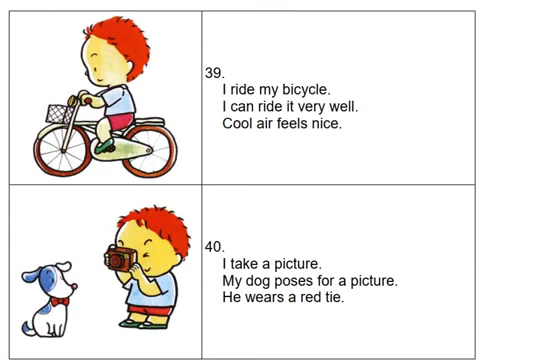 39.
I ride my bicycle.
I can ride it very well.
Cool air feels nice.
40.
I take a picture.
My dog poses for a picture.
He wears a red tie.